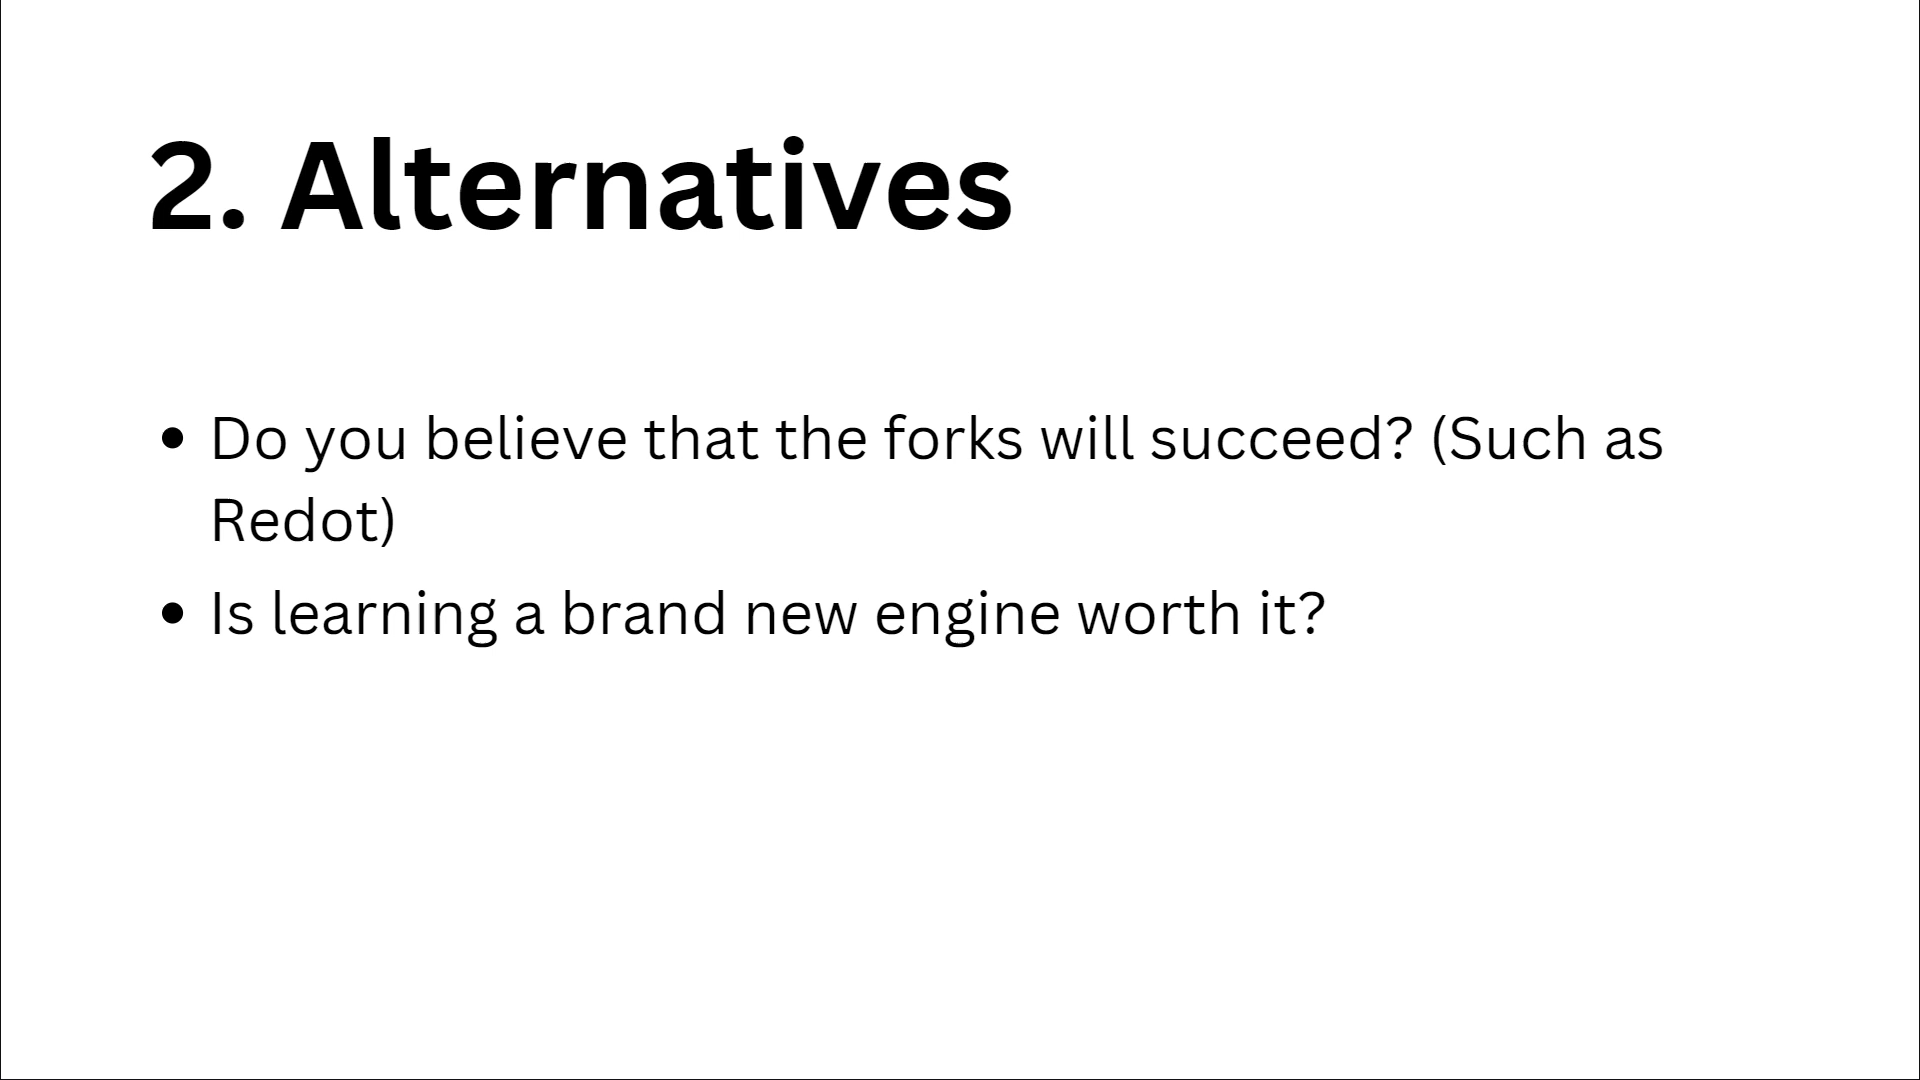 2. Alternatives
• Do you believe that the forks will succeed? (Such as
Redot)
• Is learning a brand new engine worth it?